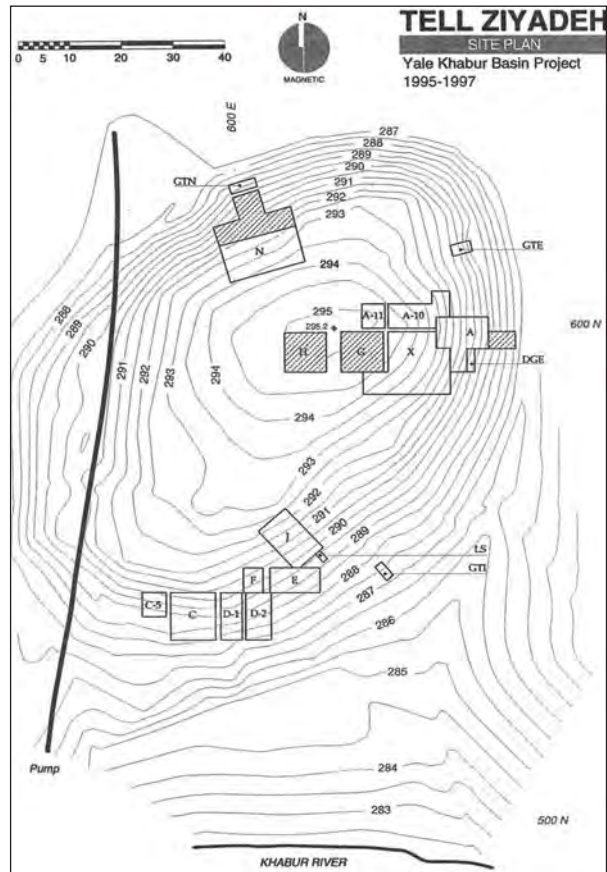 TELL ZIYADEH
SITE PLAN
Yale Khabur Basin Project
1995-1997
0 5 10 20 30 40
N
MAGNETIC
600 E
287
288
289
290
291
292
293
294
GTN
N
GTE
288
289
290
291
292
293
294
295
295.2
A-11
A-10
A
600 N
H
G
X
DGE
294
293
292
291
290
289
288
287
286
285
J
LS
GTL
F
E
C-5
C
D-1
D-2
Pump
284
283
500 N
KHABUR RIVER